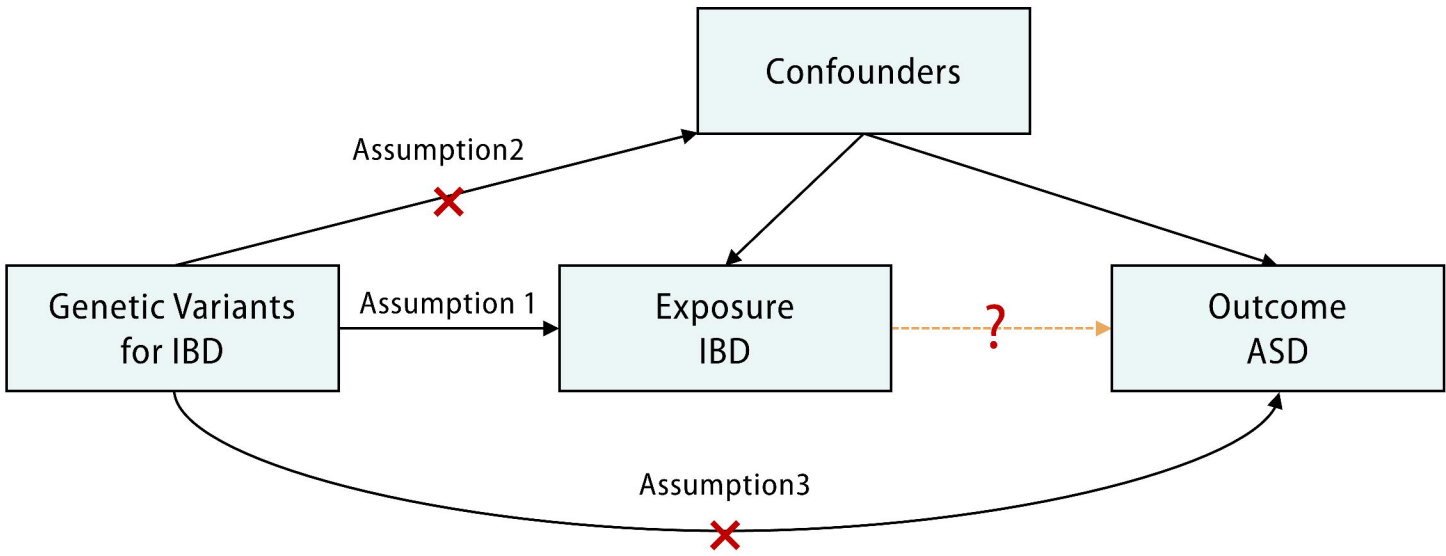 Confounders
Assumption2
Genetic Variants
for IBD
Assumption 1
Exposure
IBD
?
Outcome
ASD
Assumption3